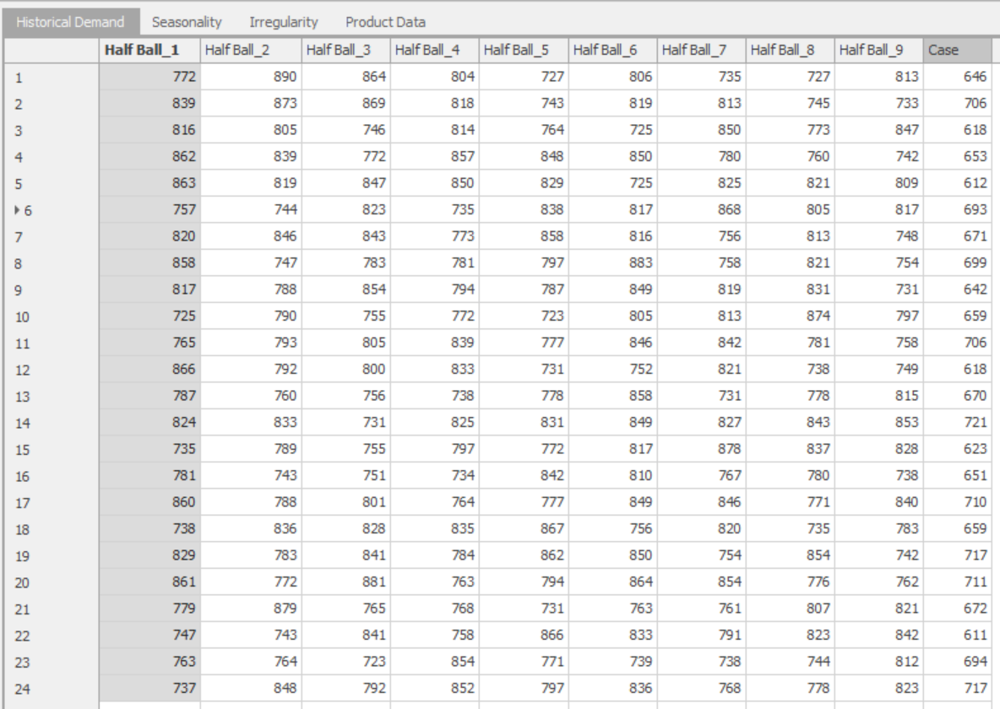 Historical Demand Seasonality Irregularity Product Data
Half Ball_1 Half Ball_2 Half Ball_3 Half Ball_4 Half Ball_5 Half Ball_6 Half Ball_7 Half Ball_8 Half Ball_9 Case
1 772 890 864 804 727 806 735 727 813 646
2 839 873 869 818 743 819 813 745 733 706
3 816 805 746 814 764 725 850 773 847 618
4 862 839 772 857 848 850 780 760 742 653
5 863 819 847 850 829 725 825 821 809 612
6 757 744 823 735 838 817 868 805 817 693
7 820 846 843 773 858 816 756 813 748 671
8 858 747 783 781 797 883 758 821 754 699
9 817 788 854 794 787 849 819 831 731 642
10 725 790 755 772 723 805 813 874 797 659
11 765 793 805 839 777 846 842 781 758 706
12 866 792 800 833 731 752 821 738 749 618
13 787 760 756 738 778 858 731 778 815 670
14 824 833 731 825 831 849 827 843 853 721
15 735 789 755 797 772 817 878 837 828 623
16 781 743 751 734 842 810 767 780 738 651
17 860 788 801 764 777 849 846 771 840 710
18 738 836 828 835 867 756 820 735 783 659
19 829 783 841 784 862 850 754 854 742 717
20 861 772 881 763 794 864 854 776 762 711
21 779 879 765 768 731 763 761 807 821 672
22 747 743 841 758 866 833 791 823 842 611
23 763 764 723 854 771 739 738 744 812 694
24 737 848 792 852 797 836 768 778 823 717